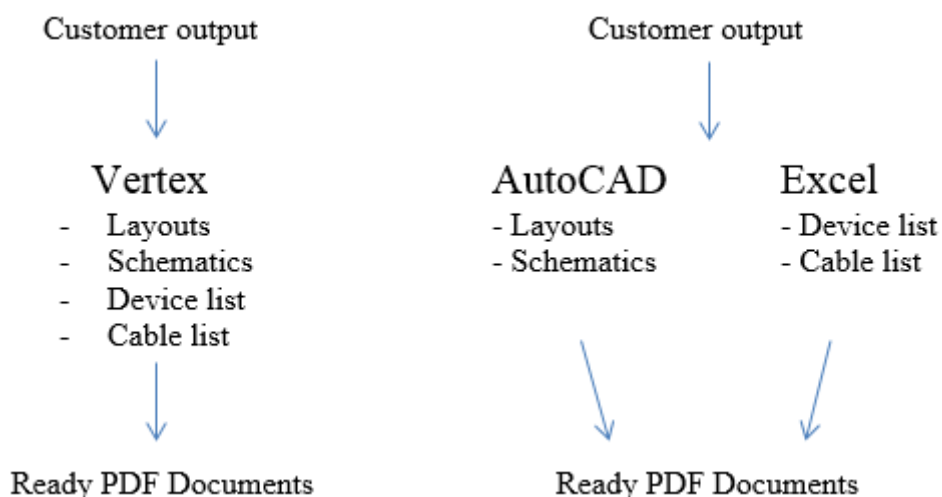 Customer output
Vertex
- Layouts
- Schematics
- Device list
- Cable list
Ready PDF Documents
Customer output
AutoCAD
- Layouts
- Schematics
Excel
- Device list
- Cable list
Ready PDF Documents